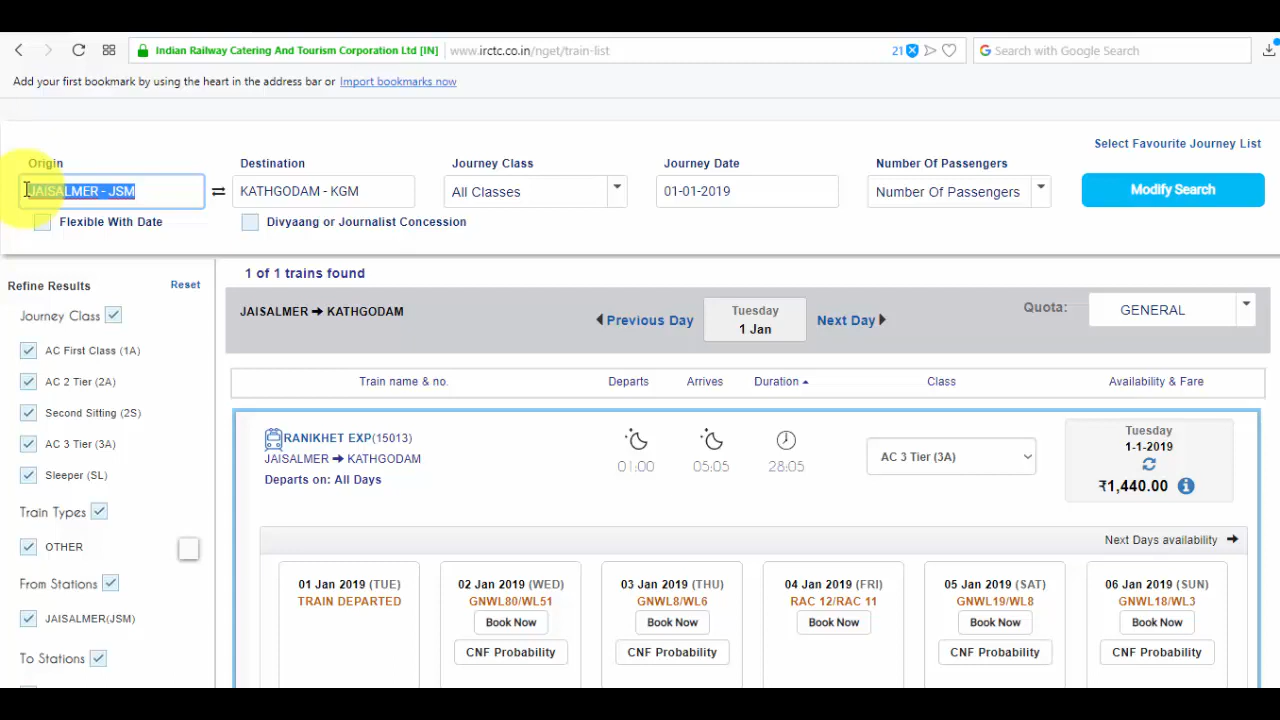 Indian Railway Catering And Tourism Corporation Ltd [IN] www.irctc.co.in/nget/train-list 21 Search with Google Search
Add your first bookmark by using the heart in the address bar or Import bookmarks now
Select Favourite Journey List
Origin Destination Journey Class Journey Date Number Of Passengers
JAISALMER - JSM KATHGODAM - KGM All Classes 01-01-2019 Number Of Passengers Modify Search
Flexible With Date Divyaang or Journalist Concession
1 of 1 trains found
Refine Results Reset
JAISALMER → KATHGODAM Previous Day Tuesday 1 Jan Next Day Quota: GENERAL
Journey Class
AC First Class (1A)
AC 2 Tier (2A)
Second Sitting (2S)
AC 3 Tier (3A)
Sleeper (SL)
Train Types
OTHER
From Stations
JAISALMER(JSM)
To Stations
Train name & no. Departs Arrives Duration Class Availability & Fare
RANIKHET EXP(15013)
JAISALMER → KATHGODAM 01:00 05:05 28:05 AC 3 Tier (3A)
Departs on: All Days
Tuesday
1-1-2019
₹1,440.00
Next Days availability
01 Jan 2019 (TUE) 02 Jan 2019 (WED) 03 Jan 2019 (THU) 04 Jan 2019 (FRI) 05 Jan 2019 (SAT) 06 Jan 2019 (SUN)
TRAIN DEPARTED GNWL80/WL51 GNWL8/WL6 RAC 12/RAC 11 GNWL19/WL8 GNWL18/WL3
Book Now Book Now Book Now Book Now Book Now
CNF Probability CNF Probability CNF Probability CNF Probability